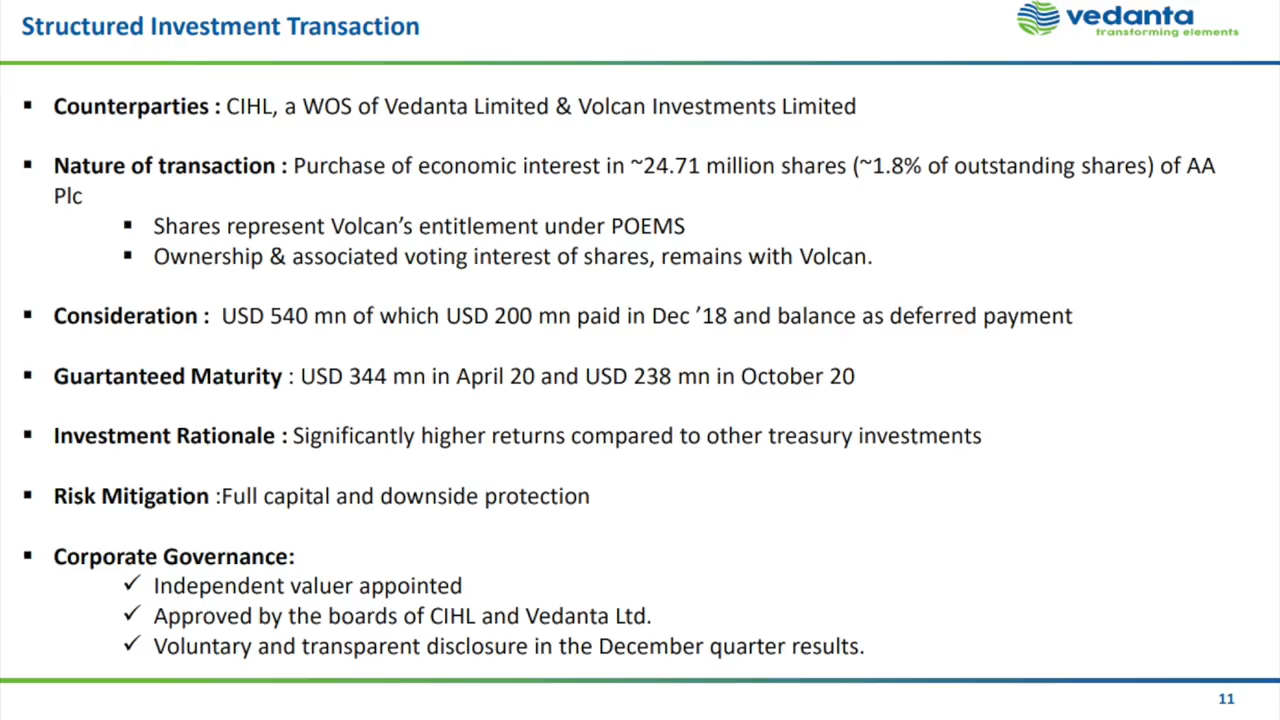 Structured Investment Transaction
vedanta
transforming elements
▪ Counterparties : CIHL, a WOS of Vedanta Limited & Volcan Investments Limited
▪ Nature of transaction : Purchase of economic interest in ~24.71 million shares (~1.8% of outstanding shares) of AA
Plc
▪ Shares represent Volcan’s entitlement under POEMS
▪ Ownership & associated voting interest of shares, remains with Volcan.
▪ Consideration : USD 540 mn of which USD 200 mn paid in Dec ’18 and balance as deferred payment
▪ Guartanteed Maturity : USD 344 mn in April 20 and USD 238 mn in October 20
▪ Investment Rationale : Significantly higher returns compared to other treasury investments
▪ Risk Mitigation :Full capital and downside protection
▪ Corporate Governance:
✓ Independent valuer appointed
✓ Approved by the boards of CIHL and Vedanta Ltd.
✓ Voluntary and transparent disclosure in the December quarter results.
11